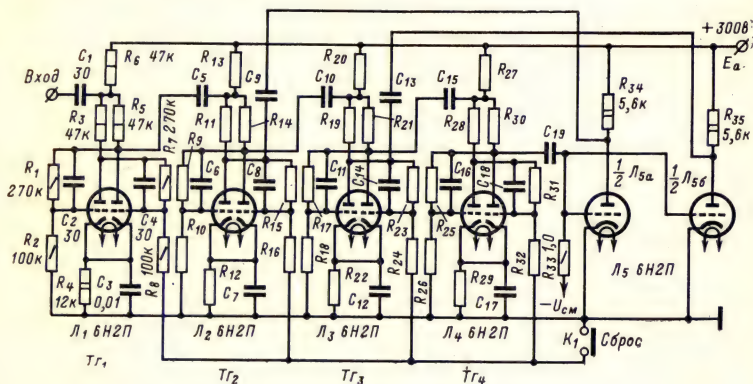 +300В
Eа
Вход
C1
30
R6 47к
R13
C5
C9
R20
C10
C13
R27
C15
R34
5,6к
R35
5,6к
R3
47к
R5
47к
R7 270к
R9
R11
R14
R19
R21
R28
R30
C19
R1
270к
C2
30
C4
30
C6
C8
R15
C11
C14
R17
R23
C16
C18
R25
R31
1/2 Л5а
1/2 Л5б
R2
100к
100к
R8
R10
R16
R18
R24
R26
R32
R33 1,0
R4
12к
C3
0,01
R12
C7
R22
C12
R29
C17
−Uсм
Л5 6Н2П
Л1 6Н2П
Л2 6Н2П
Л3 6Н2П
Л4 6Н2П
К1
Сброс
Тг1
Тг2
Тг3
Тг4